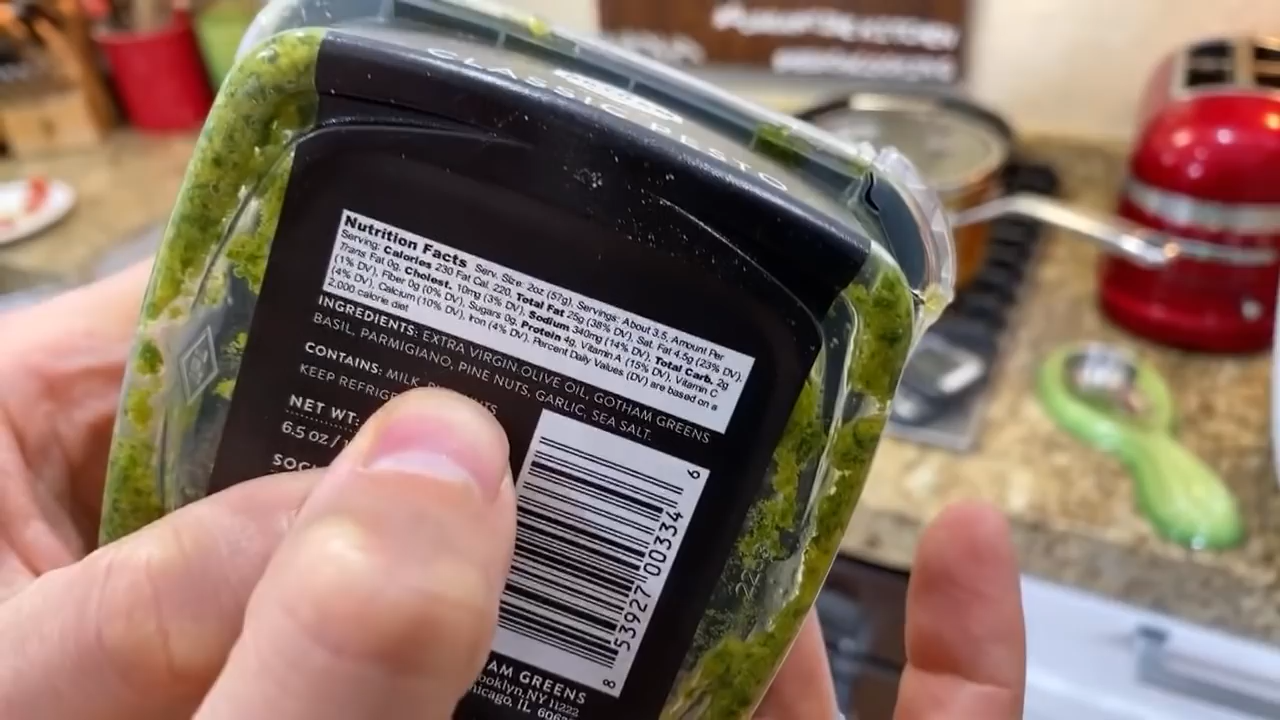 CLASSIC PESTO
Nutrition Facts Serv. Size: 2oz (57g), Servings: About 3.5, Amount Per
Serving: Calories 230 Fat Cal. 220, Total Fat 25g (38% DV), Sat. Fat 4.5g (23% DV),
Trans Fat 0g, Cholest. 10mg (3% DV), Sodium 340mg (14% DV), Total Carb. 2g
(1% DV), Fiber 0g (0% DV), Sugars 0g, Protein 4g, Vitamin A (15% DV), Vitamin C
(4% DV), Calcium (10% DV), Iron (4% DV). Percent Daily Values (DV) are based on a
2,000 calorie diet
INGREDIENTS: EXTRA VIRGIN OLIVE OIL, GOTHAM GREENS
BASIL, PARMIGIANO, PINE NUTS, GARLIC, SEA SALT.
CONTAINS: MILK,
KEEP
NET WT:
6.5 OZ /
8 53927 00334 6
AM GREENS
ooklyn, NY 11222
hicago, IL